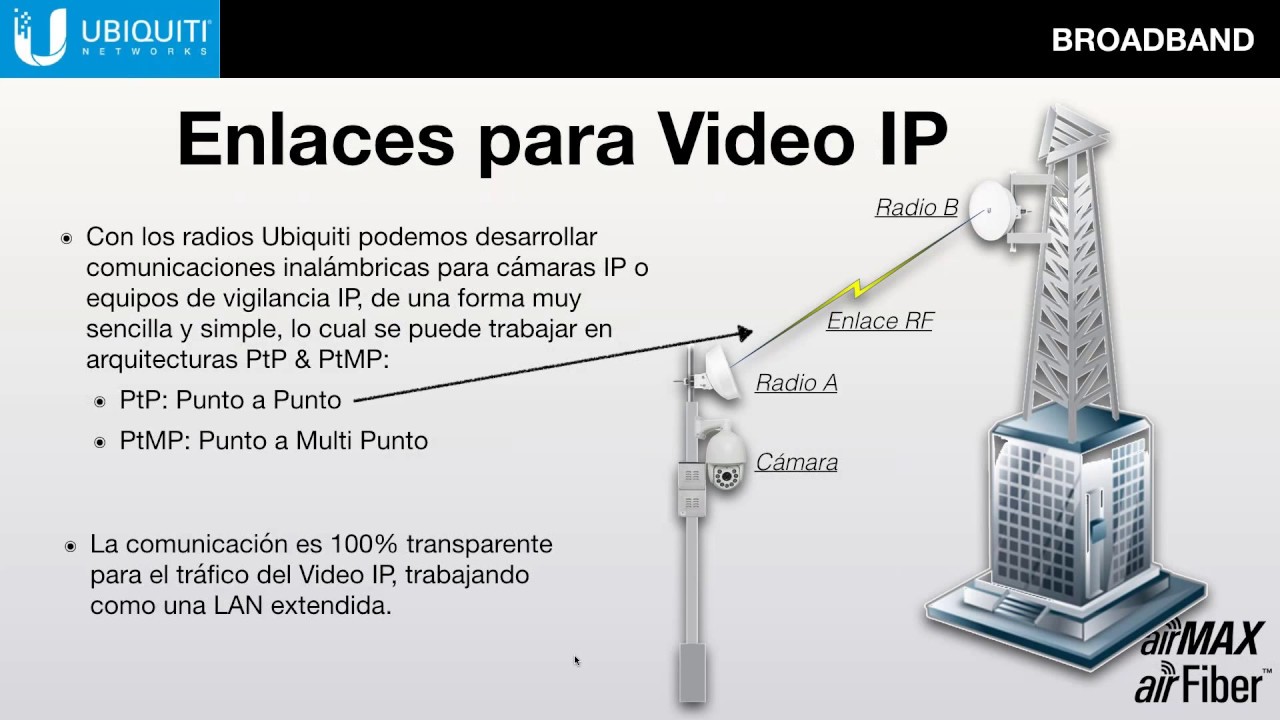 UBIQUITI
NETWORKS
BROADBAND
Enlaces para Video IP
Radio B
Con los radios Ubiquiti podemos desarrollar
comunicaciones inalámbricas para cámaras IP o
equipos de vigilancia IP, de una forma muy
sencilla y simple, lo cual se puede trabajar en
arquitecturas PtP & PtMP:
Enlace RF
PtP: Punto a Punto
Radio A
PtMP: Punto a Multi Punto
Cámara
La comunicación es 100% transparente
para el tráfico del Video IP, trabajando
como una LAN extendida.
airMAX
airFiber™